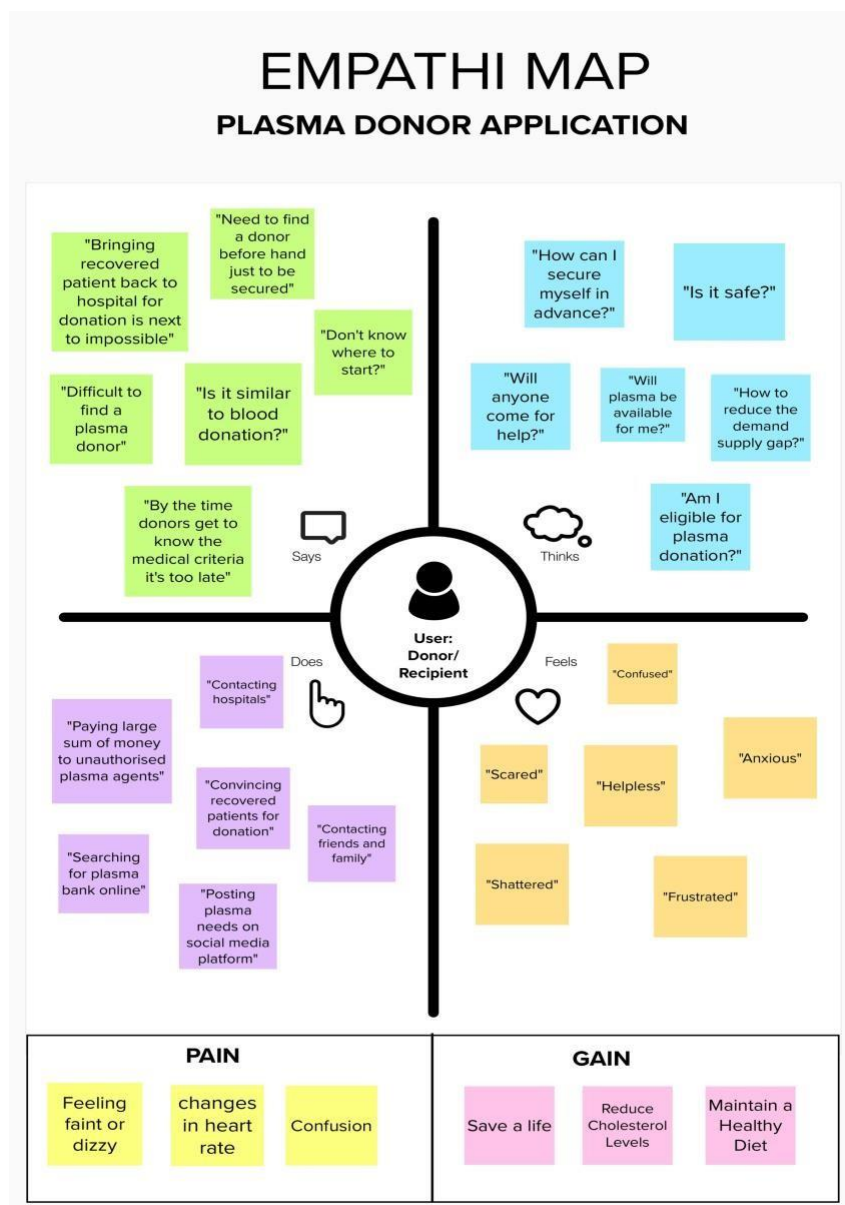 EMPATHI MAP
PLASMA DONOR APPLICATION
"Bringing
recovered
patient back to
hospital for
donation is next
to impossible"
"Need to find
a donor
before hand
just to be
secured"
"Don't know
where to
start?"
"Difficult to
find a
plasma
donor"
"Is it similar
to blood
donation?"
"By the time
donors get to
know the
medical criteria
it's too late"
Says
"How can I
secure
myself in
advance?"
"Is it safe?"
"Will
anyone
come for
help?"
"Will
plasma be
available
for me?"
"How to
reduce the
demand
supply gap?"
"Am I
eligible for
plasma
donation?"
Thinks
User:
Donor/
Recipient
Does
"Contacting
hospitals"
"Paying large
sum of money
to unauthorised
plasma agents"
"Convincing
recovered
patients for
donation"
"Contacting
friends and
family"
"Searching
for plasma
bank online"
"Posting
plasma
needs on
social media
platform"
Feels
"Confused"
"Scared"
"Helpless"
"Anxious"
"Shattered"
"Frustrated"
PAIN
Feeling
faint or
dizzy
changes
in heart
rate
Confusion
GAIN
Save a life
Reduce
Cholesterol
Levels
Maintain a
Healthy
Diet